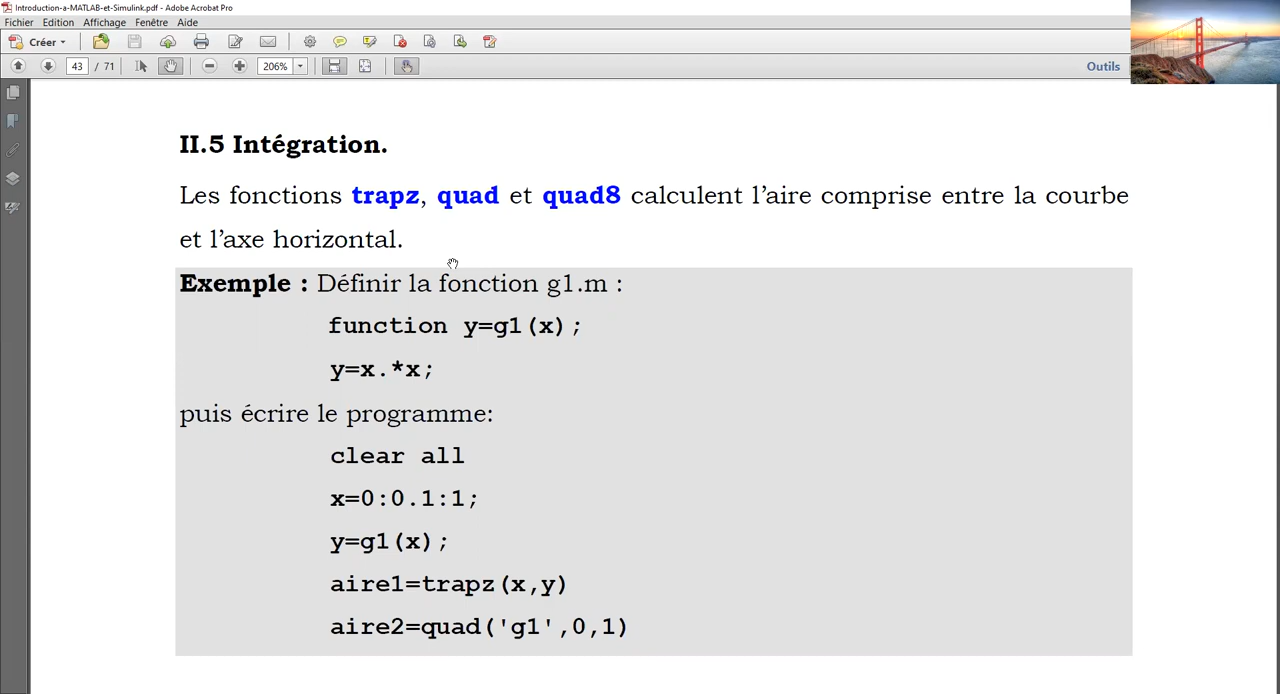 Introduction-a-MATLAB-et-Simulink.pdf - Adobe Acrobat Pro
Fichier Edition Affichage Fenêtre Aide
Créer
43 / 71 206% Outils
II.5 Intégration.
Les fonctions trapz, quad et quad8 calculent l’aire comprise entre la courbe
et l’axe horizontal.
Exemple : Définir la fonction g1.m :
function y=g1(x);
y=x.*x;
puis écrire le programme:
clear all
x=0:0.1:1;
y=g1(x);
aire1=trapz(x,y)
aire2=quad('g1',0,1)